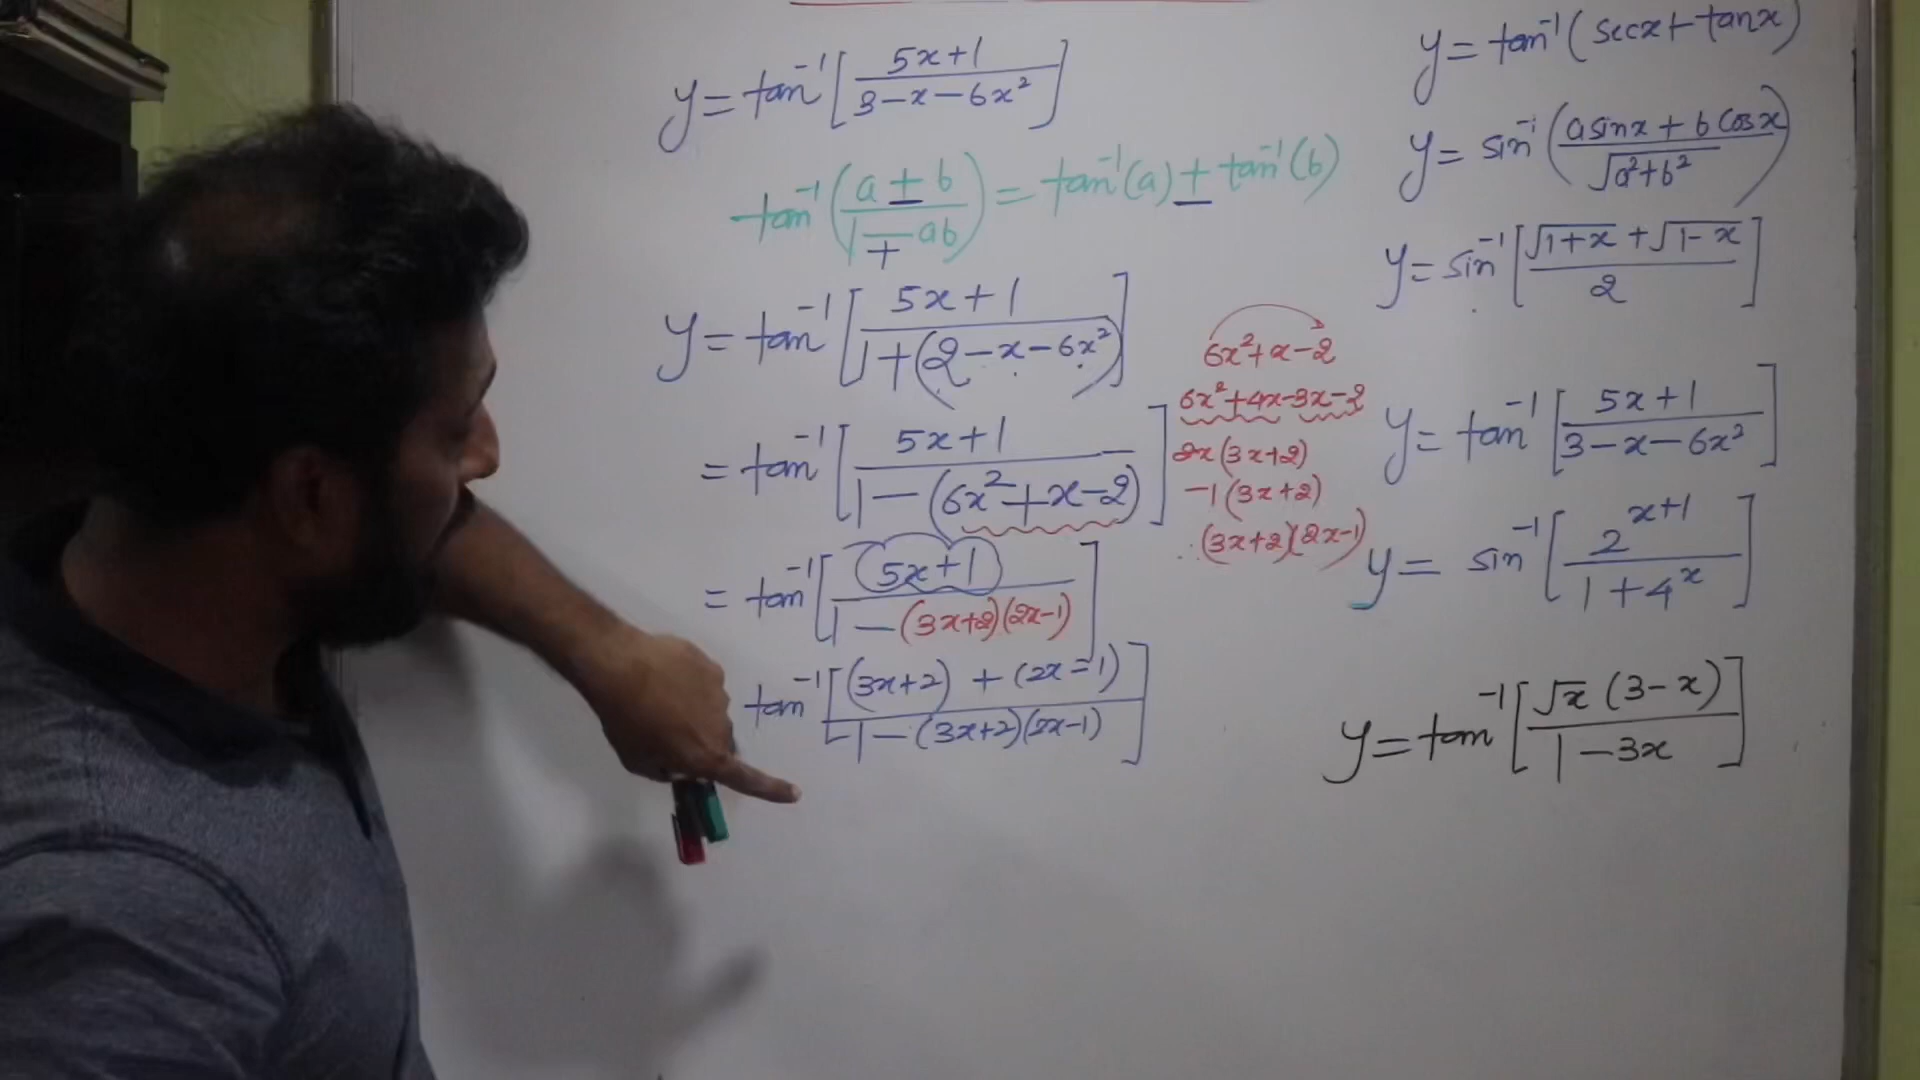 y = tan⁻¹[(5x+1)/(3-x-6x²)]
tan⁻¹((a ± b)/(1 ∓ ab)) = tan⁻¹(a) ± tan⁻¹(b)
y = tan⁻¹[(5x+1)/(1+(2-x-6x²))]
= tan⁻¹[(5x+1)/(1-(6x²+x-2))]
= tan⁻¹[(5x+1)/(1-(3x+2)(2x-1))]
tan⁻¹[((3x+2) + (2x-1))/(1-(3x+2)(2x-1))]
6x²+x-2
6x²+4x-3x-2
2x(3x+2)
-1(3x+2)
∴ (3x+2)(2x-1)
y = tan⁻¹(secx+tanx)
y = sin⁻¹((a sinx + b cosx)/√(a²+b²))
y = sin⁻¹[(√(1+x) + √(1-x))/2]
y = tan⁻¹[(5x+1)/(3-x-6x²)]
y = sin⁻¹[2^(x+1)/(1+4^x)]
y = tan⁻¹[√x (3-x)/(1-3x)]